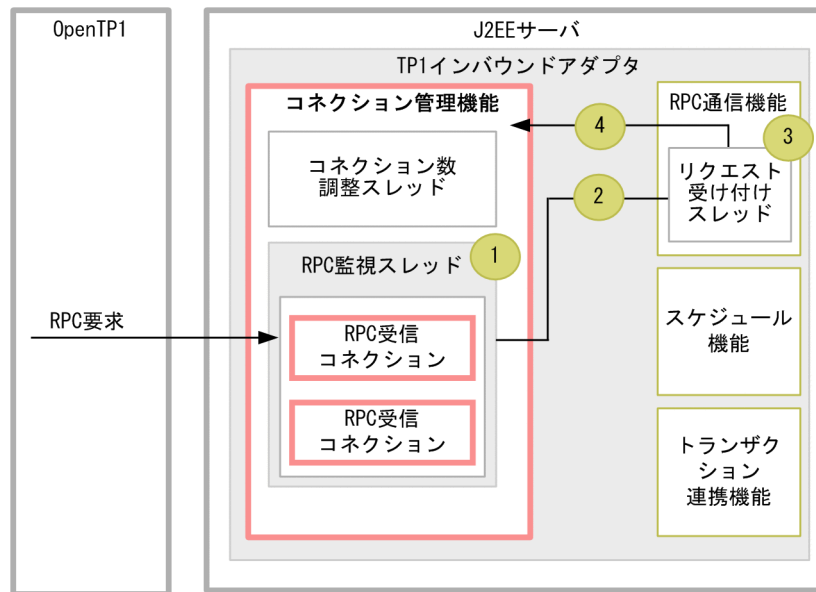 OpenTP1
J2EEサーバ
TP1インバウンドアダプタ
コネクション管理機能
コネクション数
調整スレッド
RPC監視スレッド
1
RPC要求
RPC受信
コネクション
RPC受信
コネクション
2
4
RPC通信機能
3
リクエスト
受け付け
スレッド
スケジュール
機能
トランザク
ション
連携機能